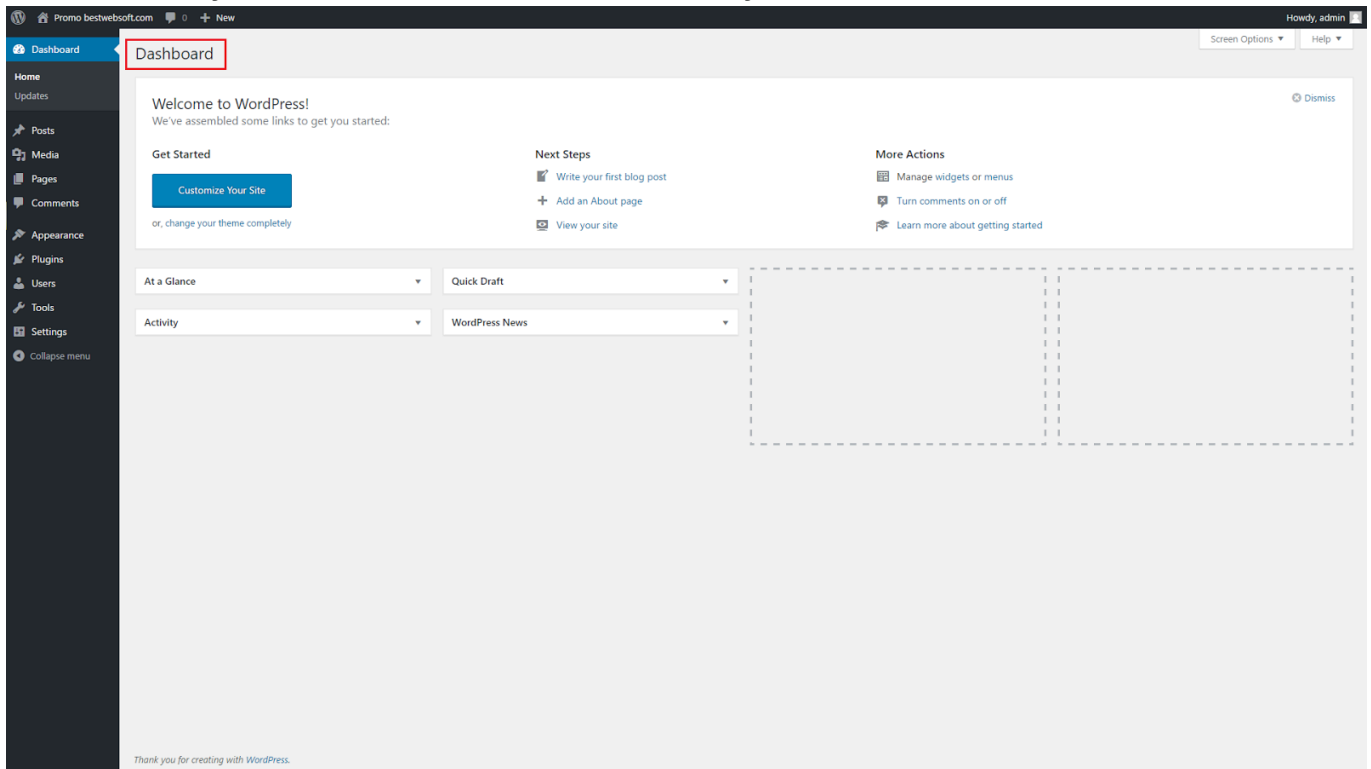 Promo bestwebsoft.com 0 + New
Howdy, admin
Dashboard
Home
Updates
Posts
Media
Pages
Comments
Appearance
Plugins
Users
Tools
Settings
Collapse menu
Dashboard
Screen Options ▼
Help ▼
Welcome to WordPress!
We've assembled some links to get you started:
Dismiss
Get Started
Customize Your Site
or, change your theme completely
Next Steps
Write your first blog post
Add an About page
View your site
More Actions
Manage widgets or menus
Turn comments on or off
Learn more about getting started
At a Glance
Quick Draft
Activity
WordPress News
Thank you for creating with WordPress.